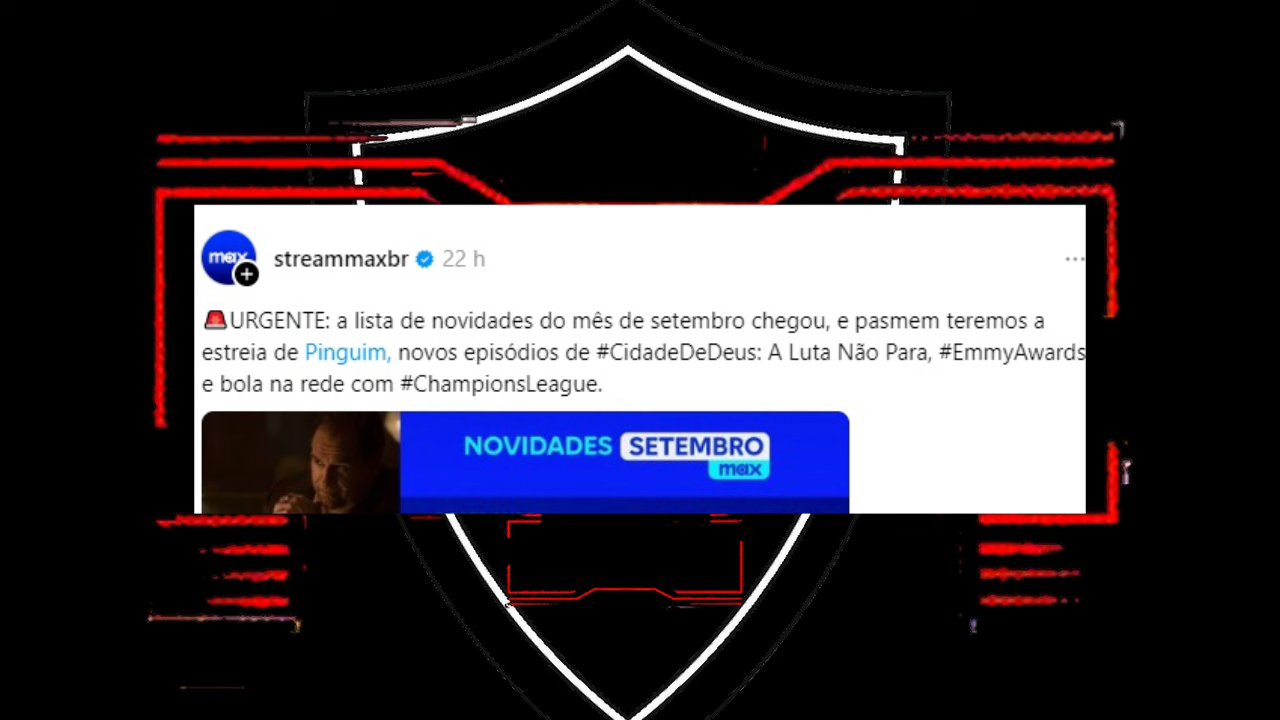 max
streammaxbr 22 h
🚨URGENTE: a lista de novidades do mês de setembro chegou, e pasmem teremos a
estreia de Pinguim, novos episódios de #CidadeDeDeus: A Luta Não Para, #EmmyAwards
e bola na rede com #ChampionsLeague.
NOVIDADES SETEMBRO
max